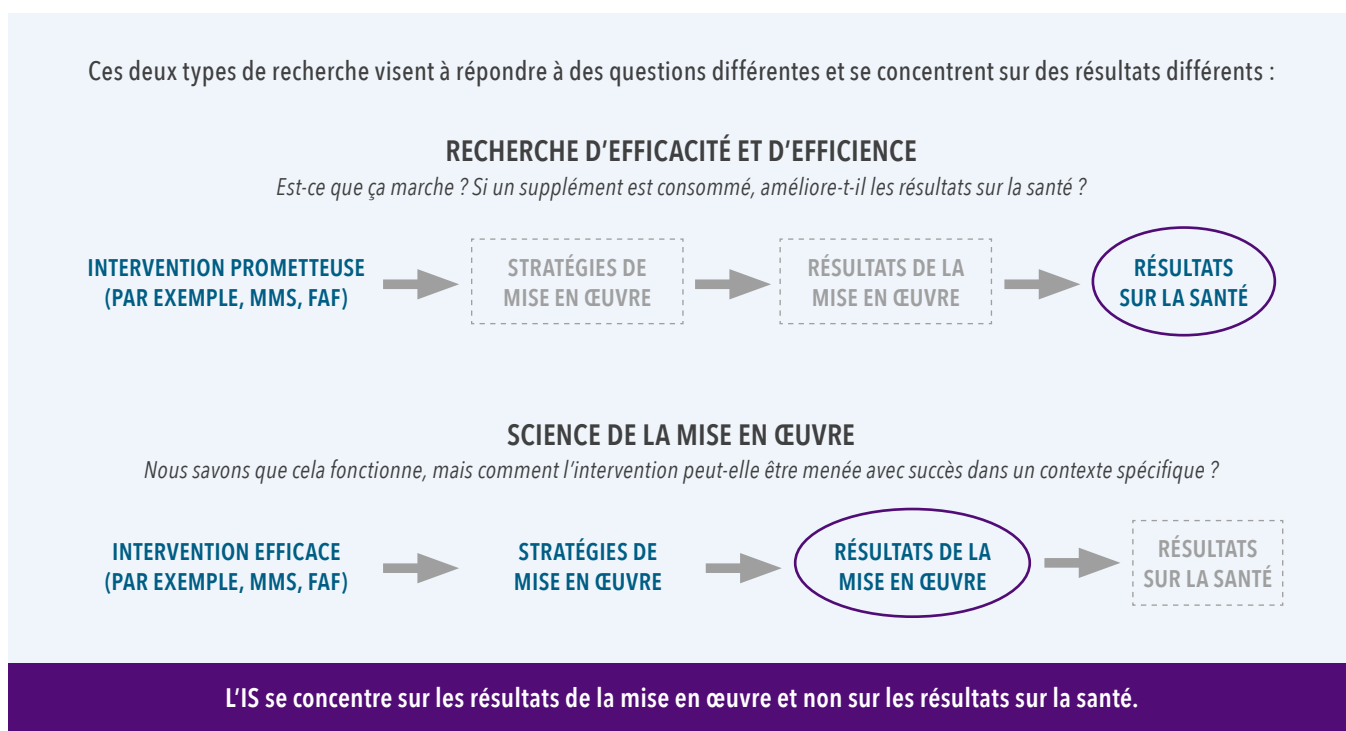 Ces deux types de recherche visent à répondre à des questions différentes et se concentrent sur des résultats différents :
RECHERCHE D'EFFICACITÉ ET D'EFFICIENCE
Est-ce que ça marche ? Si un supplément est consommé, améliore-t-il les résultats sur la santé ?
INTERVENTION PROMETTEUSE
(PAR EXEMPLE, MMS, FAF)
STRATÉGIES DE
MISE EN ŒUVRE
RÉSULTATS DE LA
MISE EN ŒUVRE
RÉSULTATS
SUR LA SANTÉ
SCIENCE DE LA MISE EN ŒUVRE
Nous savons que cela fonctionne, mais comment l'intervention peut-elle être menée avec succès dans un contexte spécifique ?
INTERVENTION EFFICACE
(PAR EXEMPLE, MMS, FAF)
STRATÉGIES DE
MISE EN ŒUVRE
RÉSULTATS DE LA
MISE EN ŒUVRE
RÉSULTATS
SUR LA SANTÉ
L'IS se concentre sur les résultats de la mise en œuvre et non sur les résultats sur la santé.